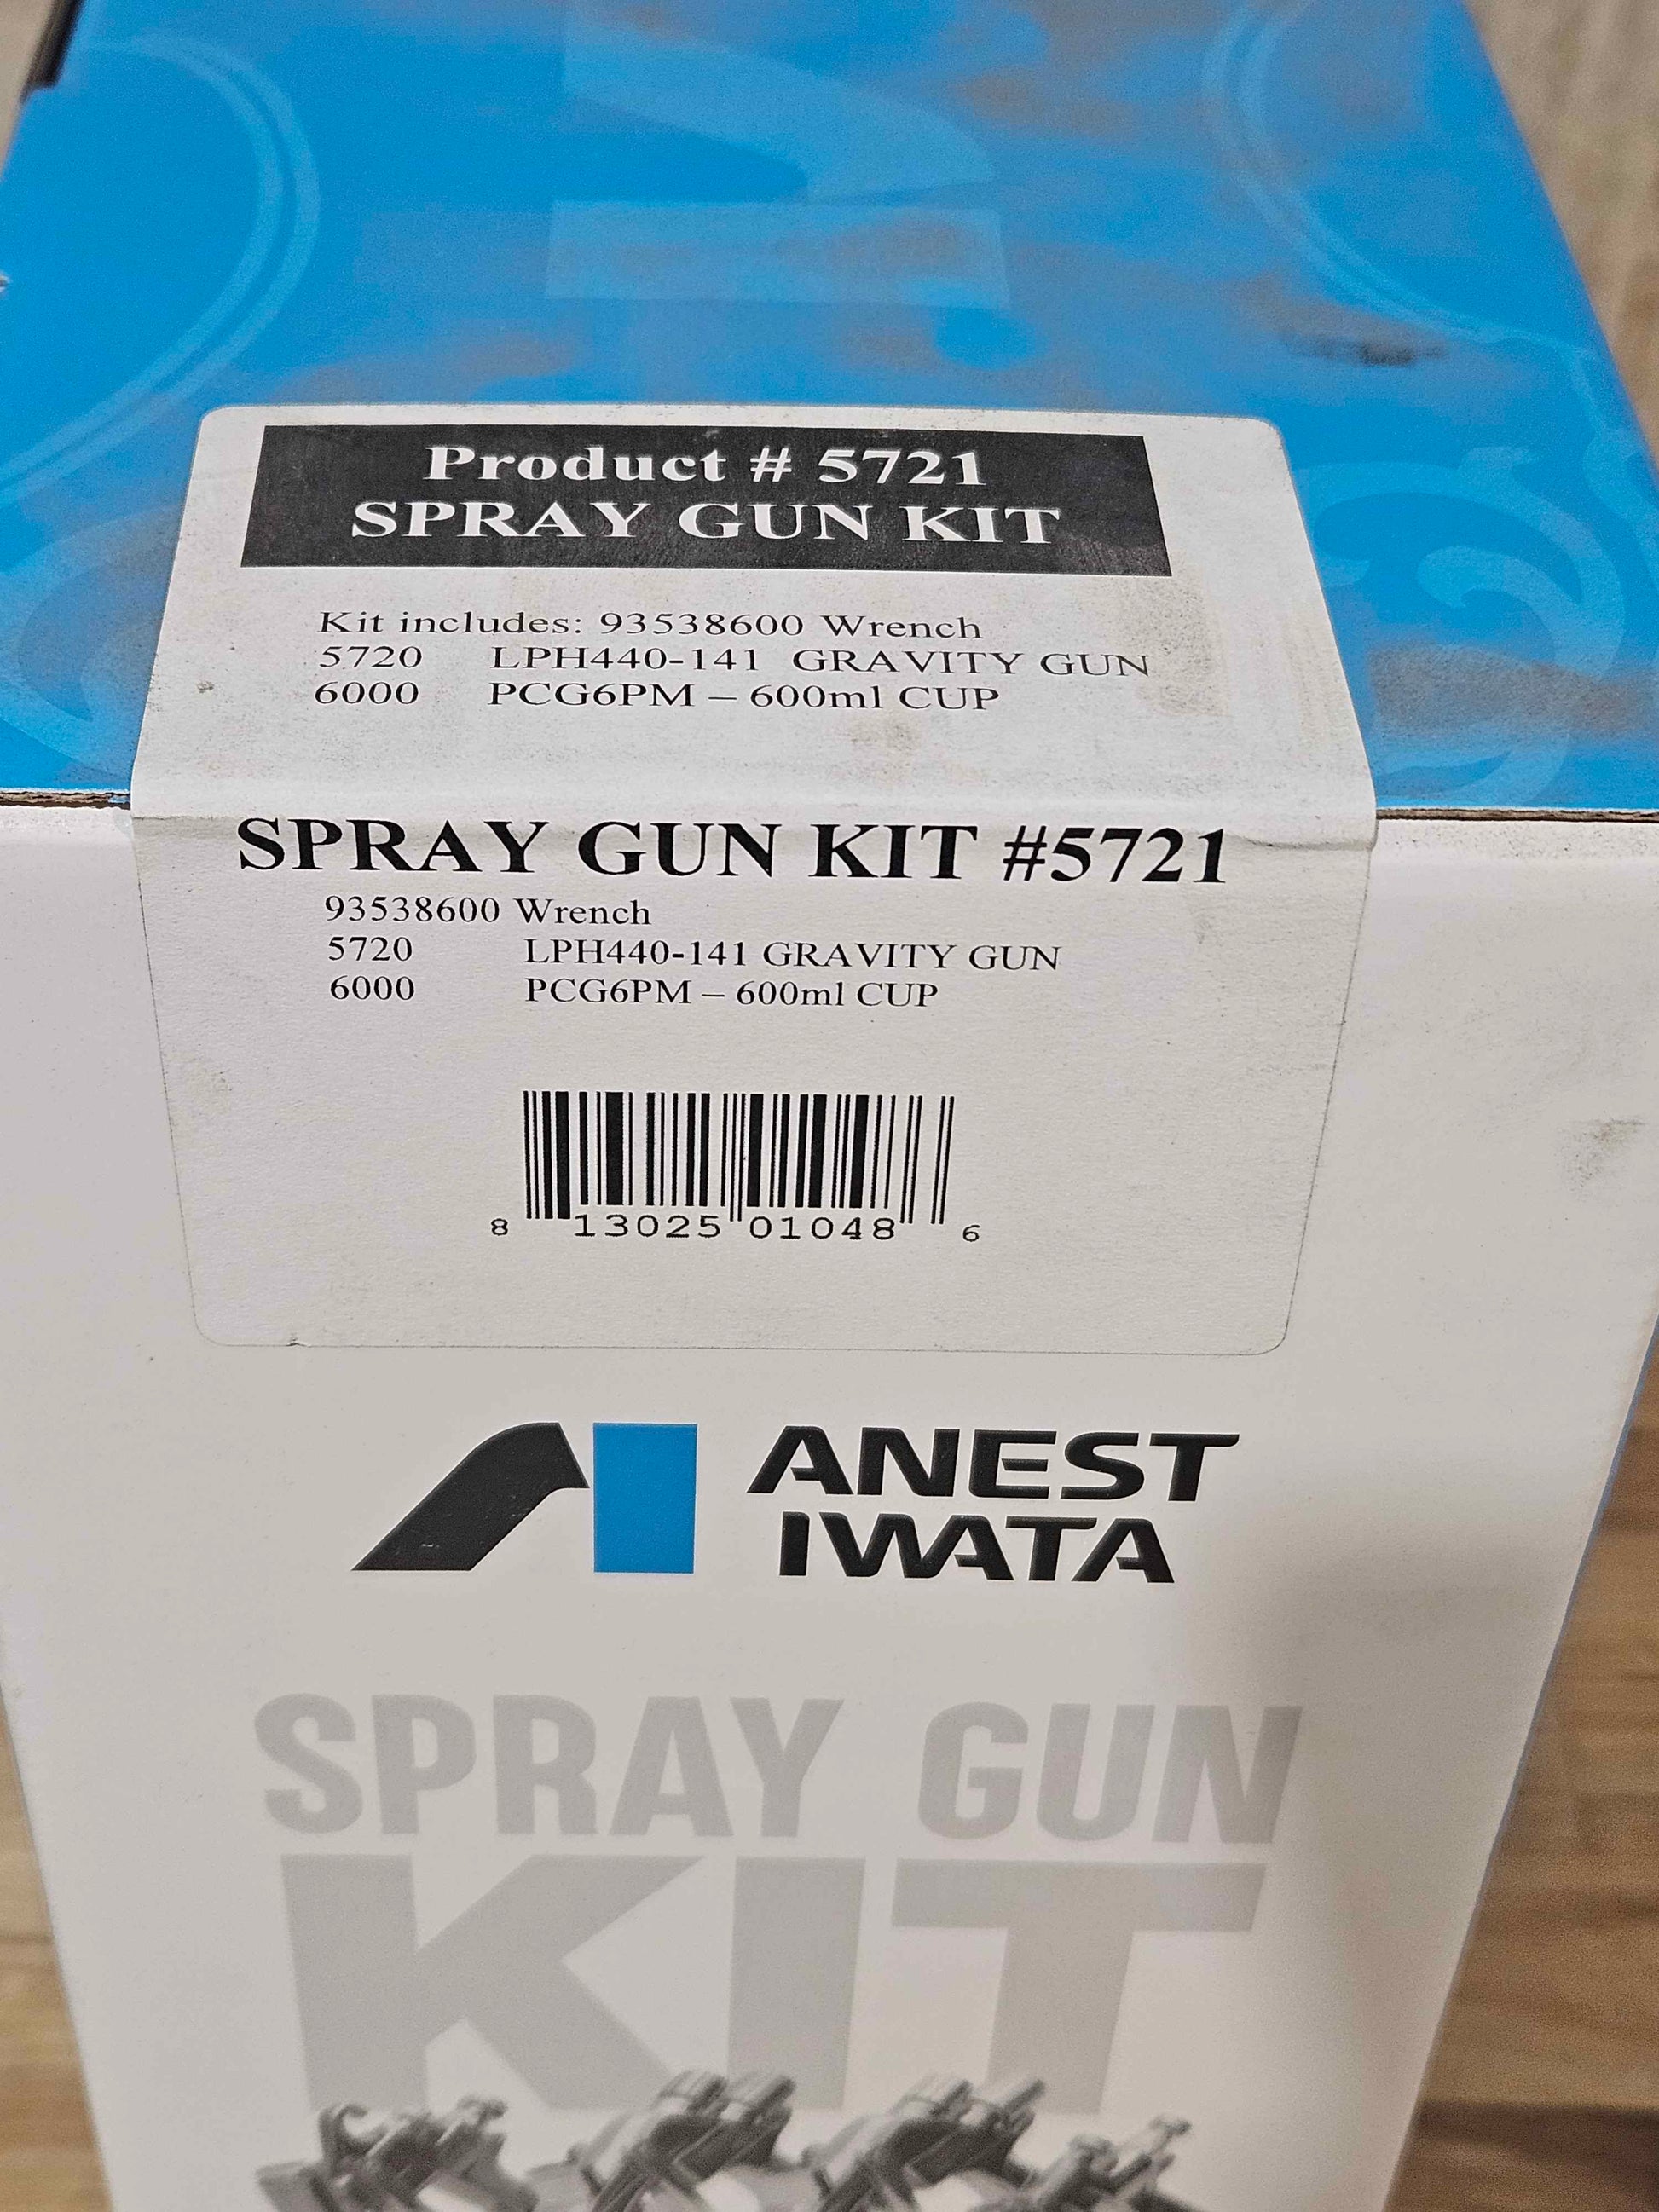 Product # 5721
SPRAY GUN KIT
Kit includes: 93538600 Wrench
5720 LPH440-141 GRAVITY GUN
6000 PCG6PM – 600ml CUP
SPRAY GUN KIT #5721
93538600 Wrench
5720 LPH440-141 GRAVITY GUN
6000 PCG6PM – 600ml CUP
8 13025 01048 6
ANEST
IWATA
SPRAY GUN
KIT